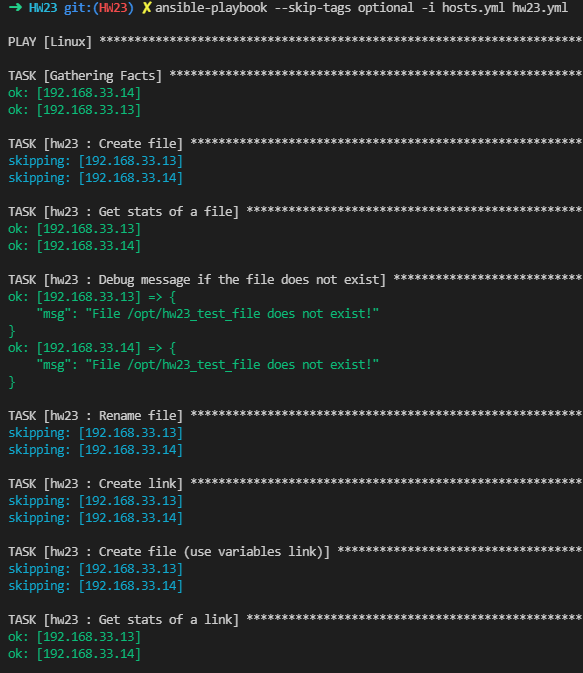 ➜ HW23 git:(HW23) ✗ ansible-playbook --skip-tags optional -i hosts.yml hw23.yml
PLAY [Linux] *********************************************************************
TASK [Gathering Facts] ***********************************************************
ok: [192.168.33.14]
ok: [192.168.33.13]
TASK [hw23 : Create file] ********************************************************
skipping: [192.168.33.13]
skipping: [192.168.33.14]
TASK [hw23 : Get stats of a file] ************************************************
ok: [192.168.33.13]
ok: [192.168.33.14]
TASK [hw23 : Debug message if the file does not exist] ***************************
ok: [192.168.33.13] => {
    "msg": "File /opt/hw23_test_file does not exist!"
}
ok: [192.168.33.14] => {
    "msg": "File /opt/hw23_test_file does not exist!"
}
TASK [hw23 : Rename file] ********************************************************
skipping: [192.168.33.13]
skipping: [192.168.33.14]
TASK [hw23 : Create link] ********************************************************
skipping: [192.168.33.13]
skipping: [192.168.33.14]
TASK [hw23 : Create file (use variables link)] ***********************************
skipping: [192.168.33.13]
skipping: [192.168.33.14]
TASK [hw23 : Get stats of a link] ************************************************
ok: [192.168.33.13]
ok: [192.168.33.14]